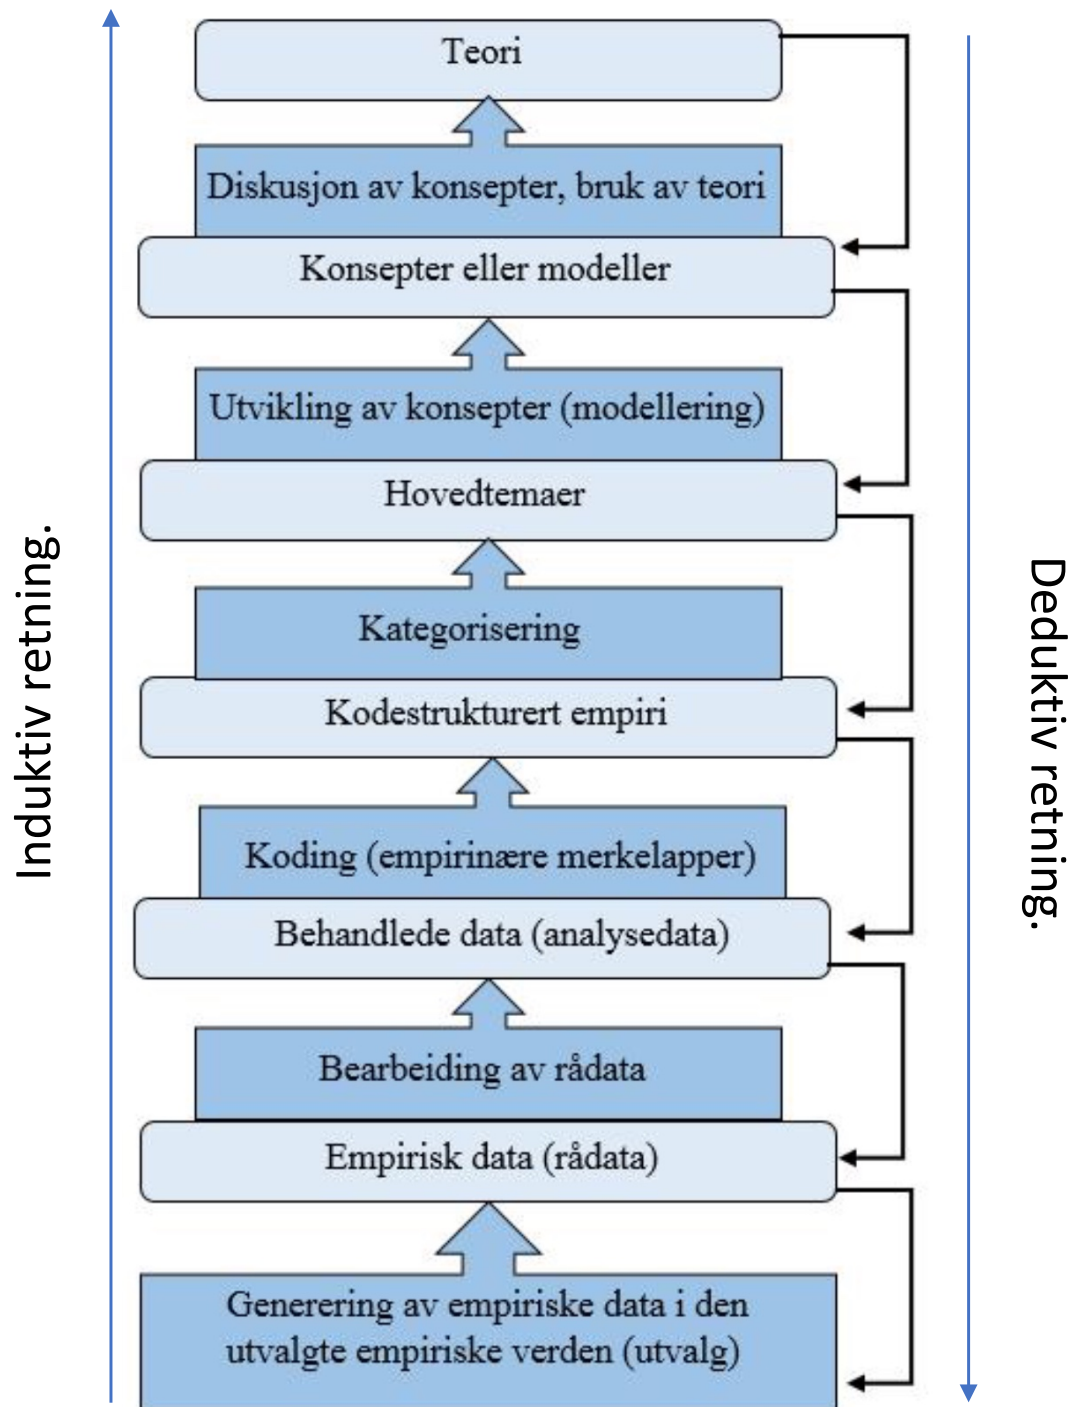 Teori
Diskusjon av konsepter, bruk av teori
Konsepter eller modeller
Utvikling av konsepter (modellering)
Hovedtemaer
Kategorisering
Kodestrukturert empiri
Koding (empirinære merkelapper)
Behandlede data (analysedata)
Bearbeiding av rådata
Empirisk data (rådata)
Generering av empiriske data i den
utvalgte empiriske verden (utvalg)
Induktiv retning.
Deduktiv retning.